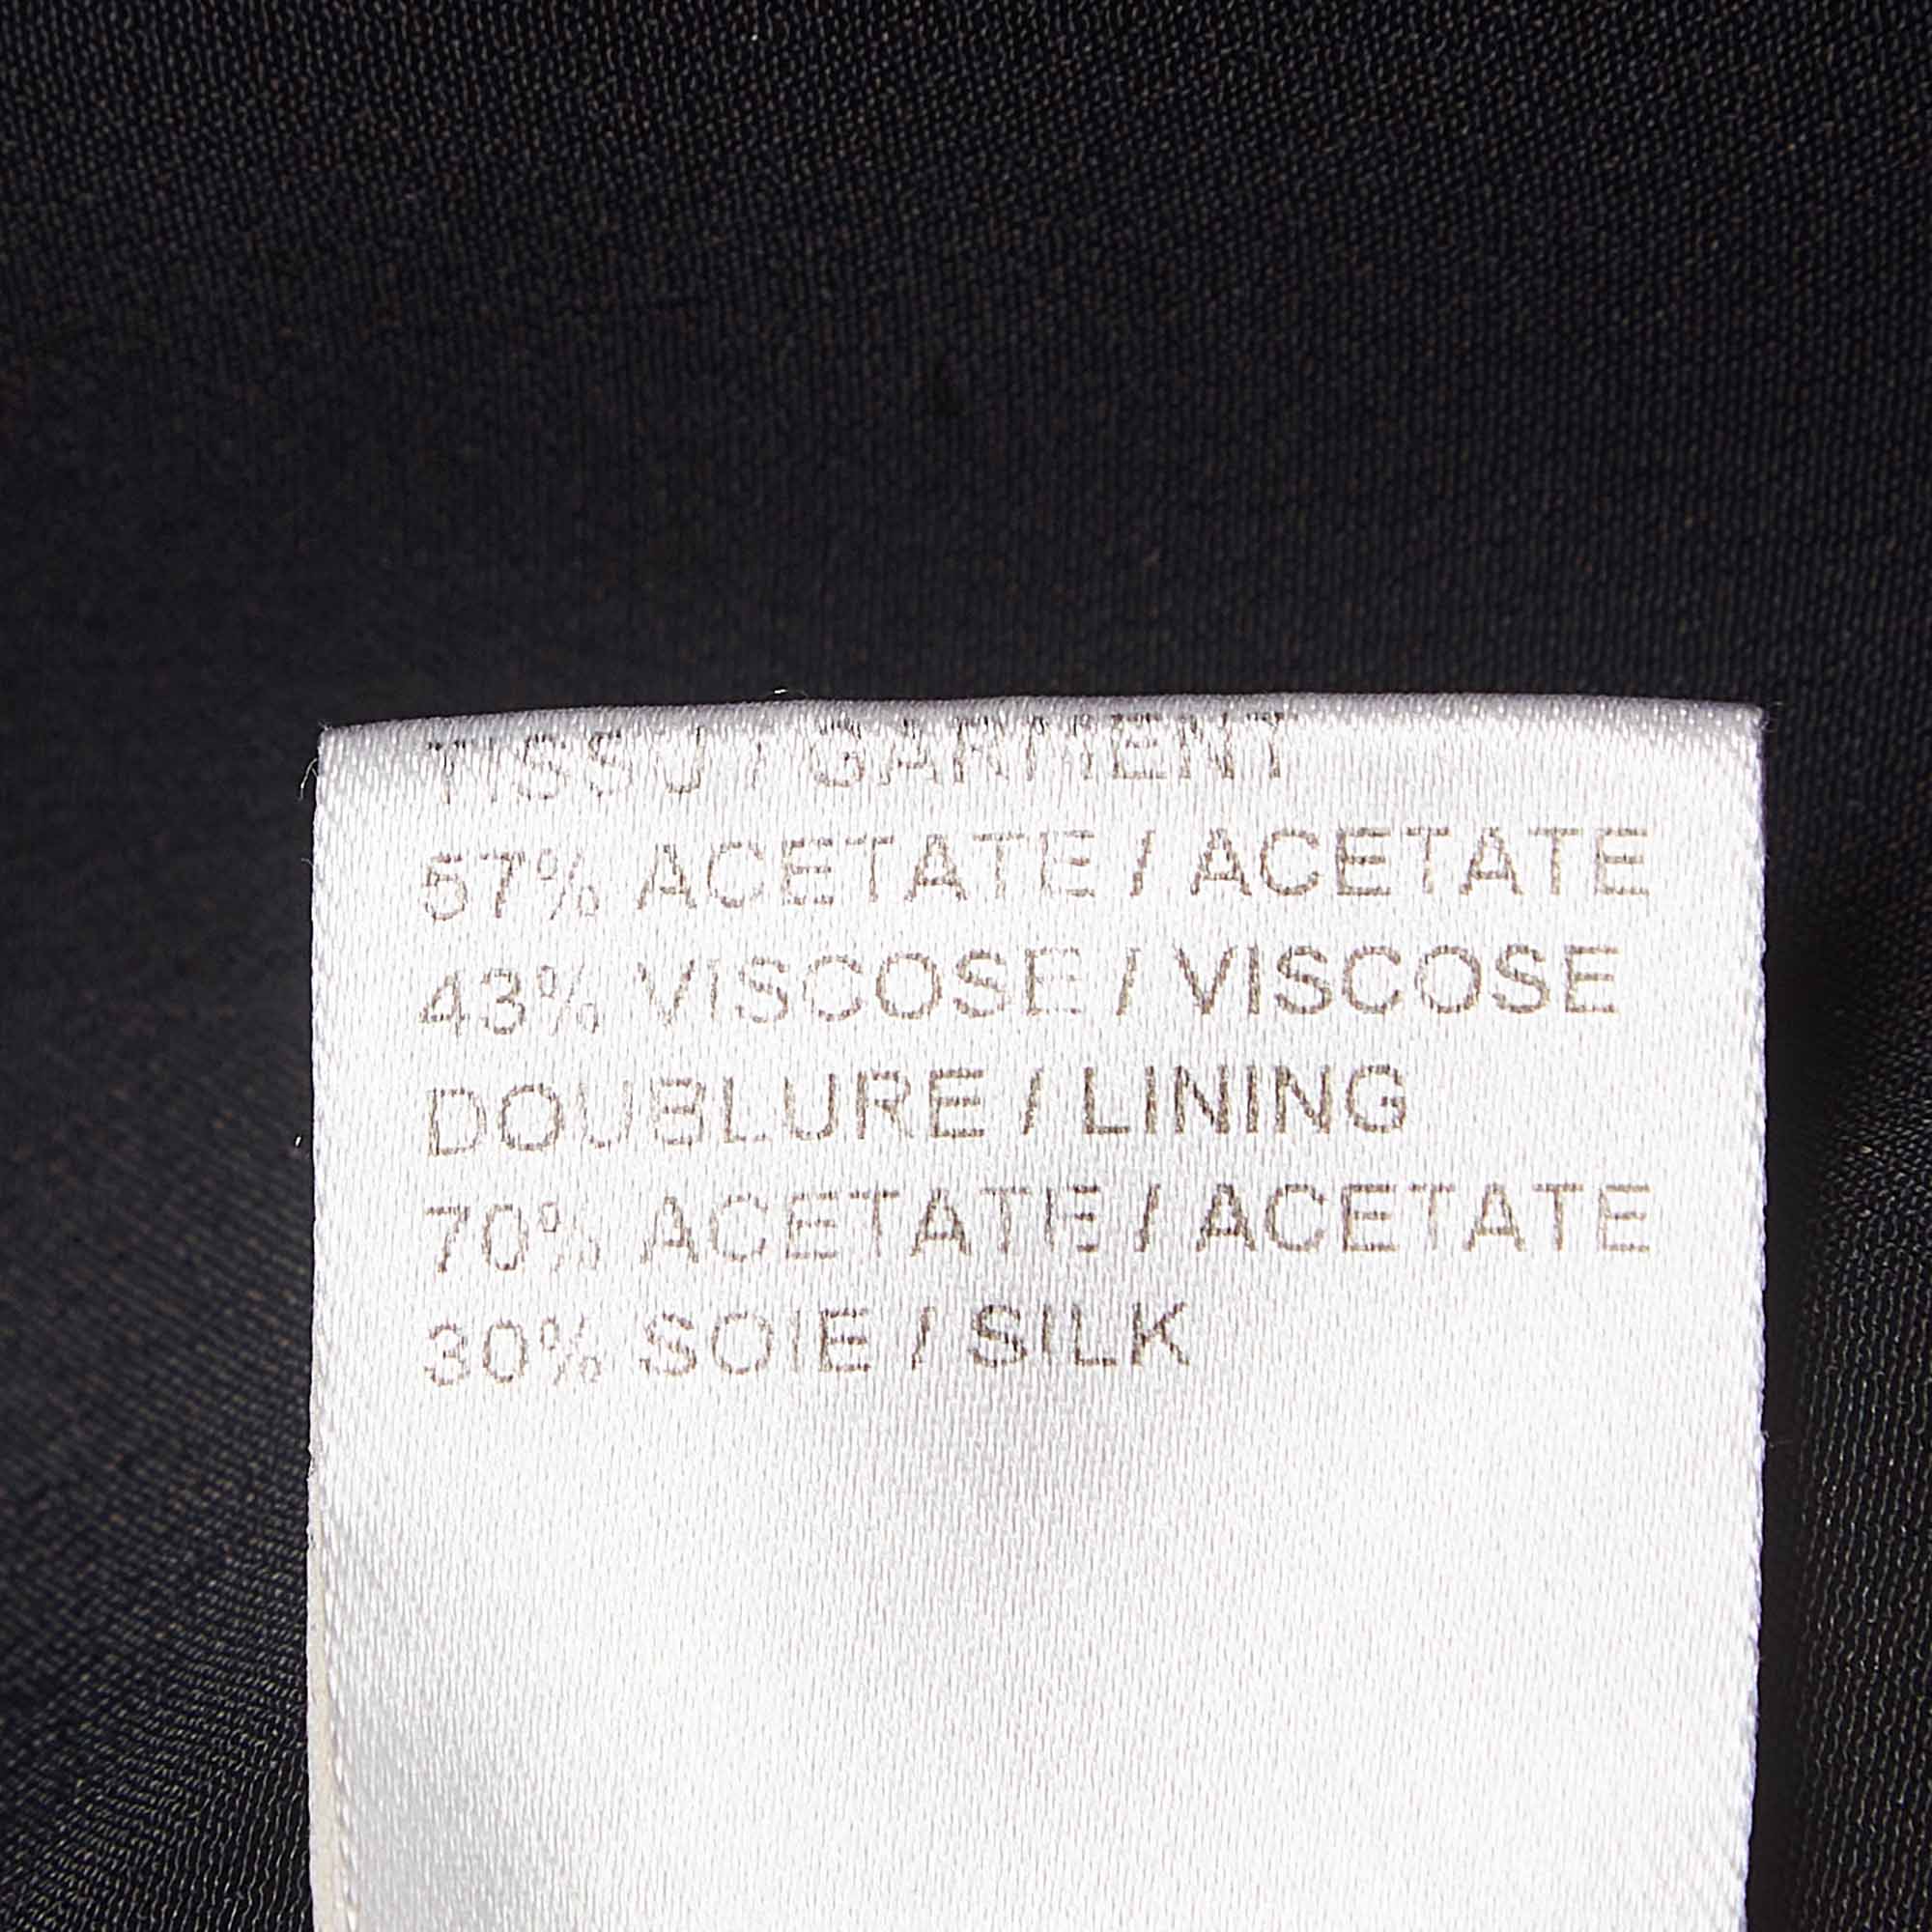 TISSU / GARMENT
57% ACETATE / ACETATE
43% VISCOSE / VISCOSE
DOUBLURE / LINING
70% ACETATE / ACETATE
30% SOIE / SILK